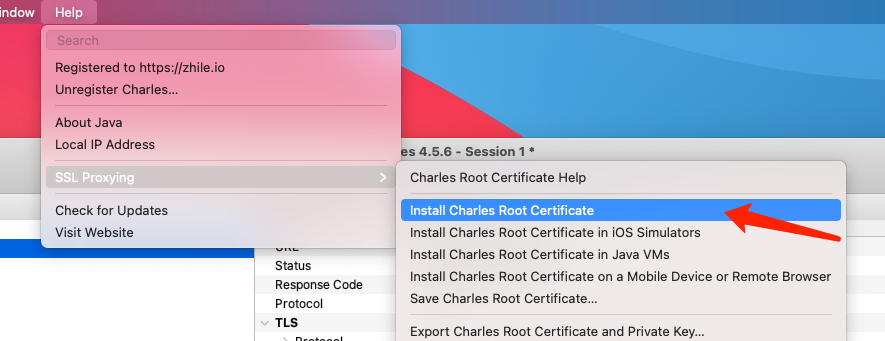 indow Help
Search
Registered to https://zhile.io
Unregister Charles...
About Java
Local IP Address
es 4.5.6 - Session 1 *
SSL Proxying
Charles Root Certificate Help
Check for Updates
Install Charles Root Certificate
Visit Website
Install Charles Root Certificate in iOS Simulators
Install Charles Root Certificate in Java VMs
Status
Install Charles Root Certificate on a Mobile Device or Remote Browser
Response Code
Save Charles Root Certificate...
Protocol
TLS
Export Charles Root Certificate and Private Key...
Protocol